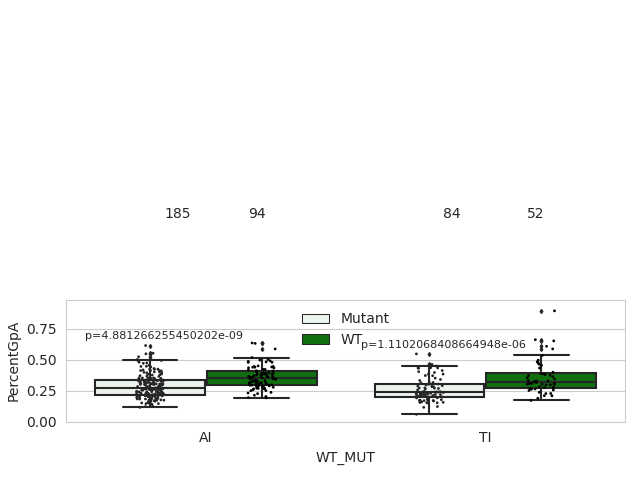 185 94 84 52
PercentGpA
0.75
0.50
0.25
0.00
Mutant
WT
p=4.881266255450202e-09
p=1.1102068408664948e-06
AI TI
WT_MUT